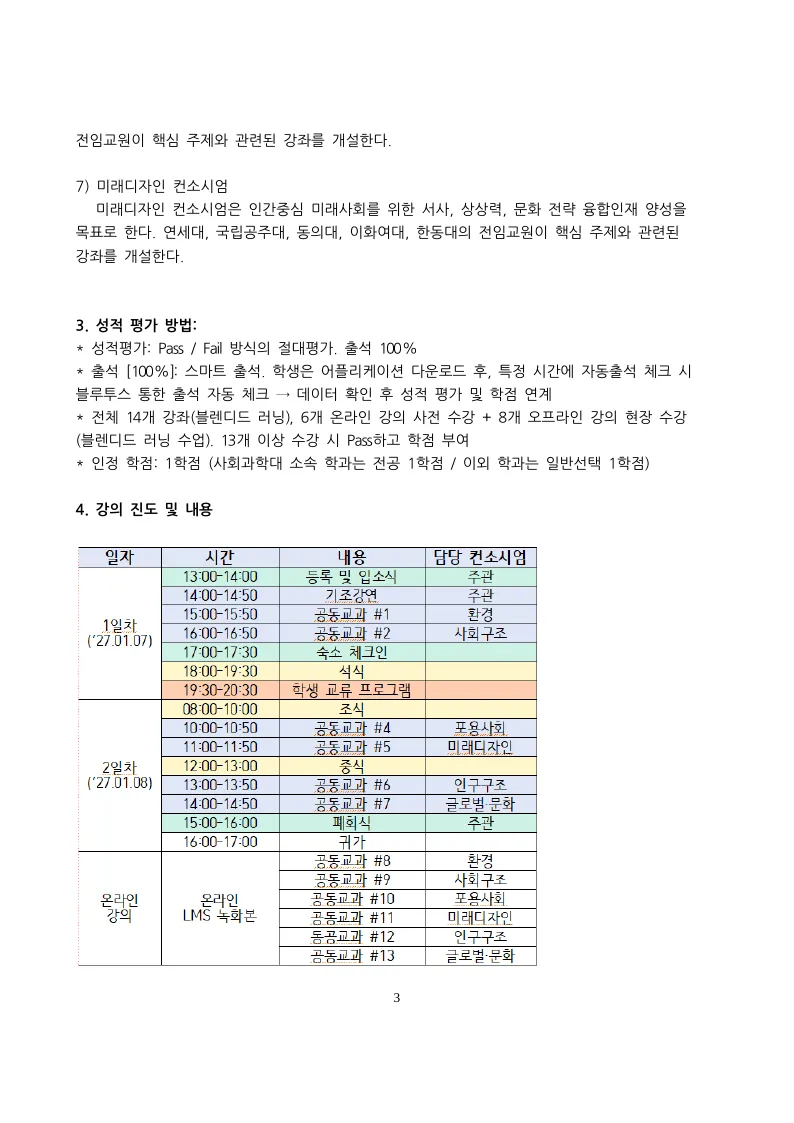 전임교원이 핵심 주제와 관련된 강좌를 개설한다.
7) 미래디자인 컨소시엄
미래디자인 컨소시엄은 인간중심 미래사회를 위한 서사, 상상력, 문화 전략 융합인재 양성을
목표로 한다. 연세대, 국립공주대, 동의대, 이화여대, 한동대의 전임교원이 핵심 주제와 관련된
강좌를 개설한다.
3. 성적 평가 방법:
* 성적평가: Pass / Fail 방식의 절대평가. 출석 100%
* 출석 [100%]: 스마트 출석. 학생은 어플리케이션 다운로드 후, 특정 시간에 자동출석 체크 시
블루투스 통한 출석 자동 체크 → 데이터 확인 후 성적 평가 및 학점 연계
* 전체 14개 강좌(블렌디드 러닝), 6개 온라인 강의 사전 수강 + 8개 오프라인 강의 현장 수강
(블렌디드 러닝 수업). 13개 이상 수강 시 Pass하고 학점 부여
* 인정 학점: 1학점 (사회과학대 소속 학과는 전공 1학점 / 이외 학과는 일반선택 1학점)
4. 강의 진도 및 내용
일자 시간 내용 담당 컨소시엄
1일차
('27.01.07)
13:00-14:00 등록 및 입소식 주관
14:00-14:50 기조강연 주관
15:00-15:50 공동교과 #1 환경
16:00-16:50 공동교과 #2 사회구조
17:00-17:30 숙소 체크인
18:00-19:30 석식
19:30-20:30 학생 교류 프로그램
2일차
('27.01.08)
08:00-10:00 조식
10:00-10:50 공동교과 #4 포용사회
11:00-11:50 공동교과 #5 미래디자인
12:00-13:00 중식
13:00-13:50 공동교과 #6 인구구조
14:00-14:50 공동교과 #7 글로벌·문화
15:00-16:00 폐회식 주관
16:00-17:00 귀가
온라인
강의
온라인
LMS 녹화본
공동교과 #8 환경
공동교과 #9 사회구조
공동교과 #10 포용사회
공동교과 #11 미래디자인
통공교과 #12 인구구조
공동교과 #13 글로벌·문화
3